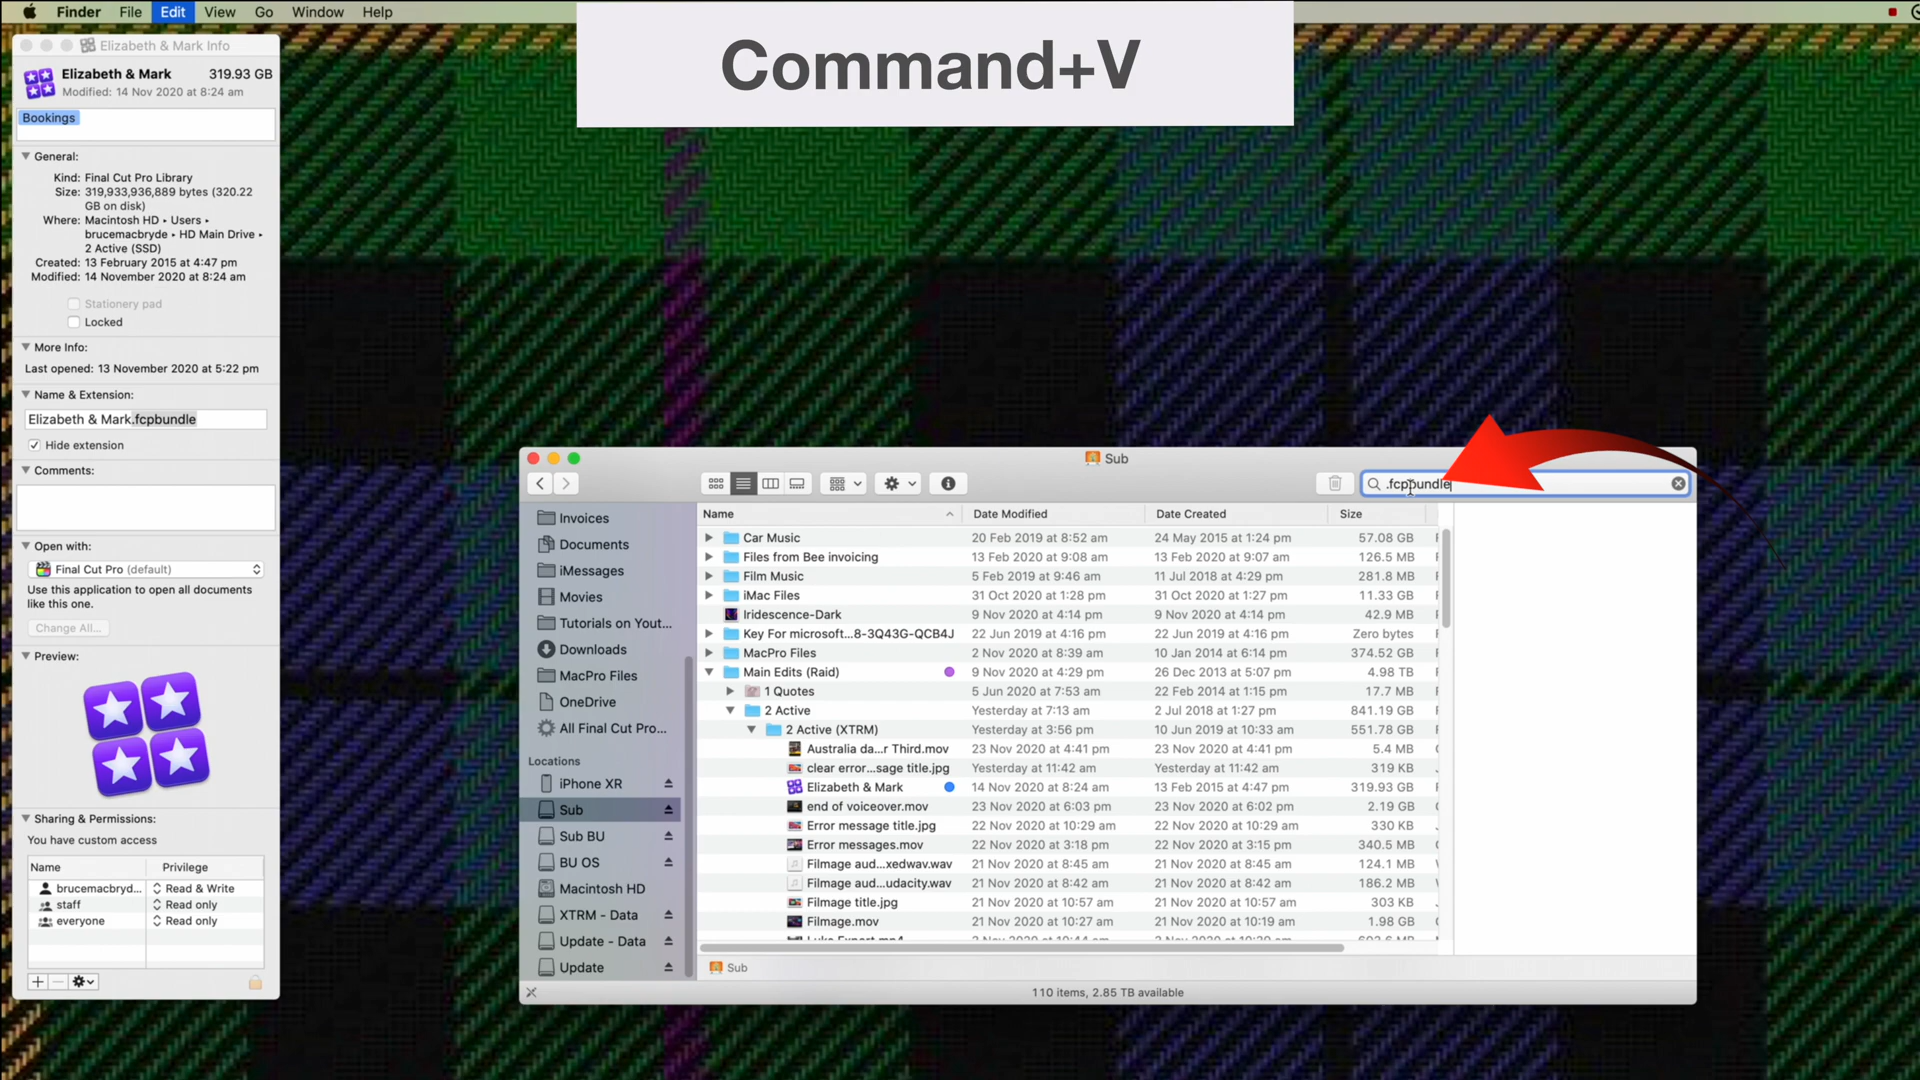 Finder File Edit View Go Window Help
Command+V
Elizabeth & Mark Info
Elizabeth & Mark 319.93 GB
Modified: 14 Nov 2020 at 8:24 am
Bookings
General:
Kind: Final Cut Pro Library
Size: 319,933,936,889 bytes (320.22
GB on disk)
Where: Macintosh HD ▸ Users ▸
brucemacbryde ▸ HD Main Drive ▸
2 Active (SSD)
Created: 13 February 2015 at 4:47 pm
Modified: 14 November 2020 at 8:24 am
Stationery pad
Locked
More Info:
Last opened: 13 November 2020 at 5:22 pm
Name & Extension:
Elizabeth & Mark.fcpbundle
Hide extension
Comments:
Open with:
Final Cut Pro (default)
Use this application to open all documents
like this one.
Change All...
Preview:
Sharing & Permissions:
You have custom access
Name Privilege
brucemacbryd... Read & Write
staff Read only
everyone Read only
Sub
.fcpbundle
Invoices
Documents
iMessages
Movies
Tutorials on Yout...
Downloads
MacPro Files
OneDrive
All Final Cut Pro...
Locations
iPhone XR
Sub
Sub BU
BU OS
Macintosh HD
XTRM - Data
Update - Data
Update
Name Date Modified Date Created Size
Car Music 20 Feb 2019 at 8:52 am 24 May 2015 at 1:24 pm 57.08 GB
Files from Bee invoicing 13 Feb 2020 at 9:08 am 13 Feb 2020 at 9:07 am 126.5 MB
Film Music 5 Feb 2019 at 9:46 am 11 Jul 2018 at 4:29 pm 281.8 MB
iMac Files 31 Oct 2020 at 1:28 pm 31 Oct 2020 at 1:27 pm 11.33 GB
Iridescence-Dark 9 Nov 2020 at 4:14 pm 9 Nov 2020 at 4:14 pm 42.9 MB
Key For microsoft...8-3Q43G-QCB4J 22 Jun 2019 at 4:16 pm 22 Jun 2019 at 4:16 pm Zero bytes
MacPro Files 2 Nov 2020 at 8:39 am 10 Jan 2014 at 6:14 pm 374.52 GB
Main Edits (Raid) 9 Nov 2020 at 4:29 pm 26 Dec 2013 at 5:07 pm 4.98 TB
1 Quotes 5 Jun 2020 at 7:53 am 22 Feb 2014 at 1:15 pm 17.7 MB
2 Active Yesterday at 7:13 am 2 Jul 2018 at 1:27 pm 841.19 GB
2 Active (XTRM) Yesterday at 3:56 pm 10 Jun 2019 at 10:33 am 551.78 GB
Australia da...r Third.mov 23 Nov 2020 at 4:41 pm 23 Nov 2020 at 4:41 pm 5.4 MB
clear error...sage title.jpg Yesterday at 11:42 am Yesterday at 11:42 am 319 KB
Elizabeth & Mark 14 Nov 2020 at 8:24 am 13 Feb 2015 at 4:47 pm 319.93 GB
end of voiceover.mov 23 Nov 2020 at 6:03 pm 23 Nov 2020 at 6:02 pm 2.19 GB
Error message title.jpg 22 Nov 2020 at 10:29 am 22 Nov 2020 at 10:29 am 330 KB
Error messages.mov 22 Nov 2020 at 3:18 pm 22 Nov 2020 at 3:15 pm 340.5 MB
Filmage aud...xedwav.wav 21 Nov 2020 at 8:45 am 21 Nov 2020 at 8:45 am 124.1 MB
Filmage aud...udacity.wav 21 Nov 2020 at 8:42 am 21 Nov 2020 at 8:42 am 186.2 MB
Filmage title.jpg 21 Nov 2020 at 10:57 am 21 Nov 2020 at 10:57 am 303 KB
Filmage.mov 21 Nov 2020 at 10:27 am 21 Nov 2020 at 10:19 am 1.98 GB
Sub
110 items, 2.85 TB available